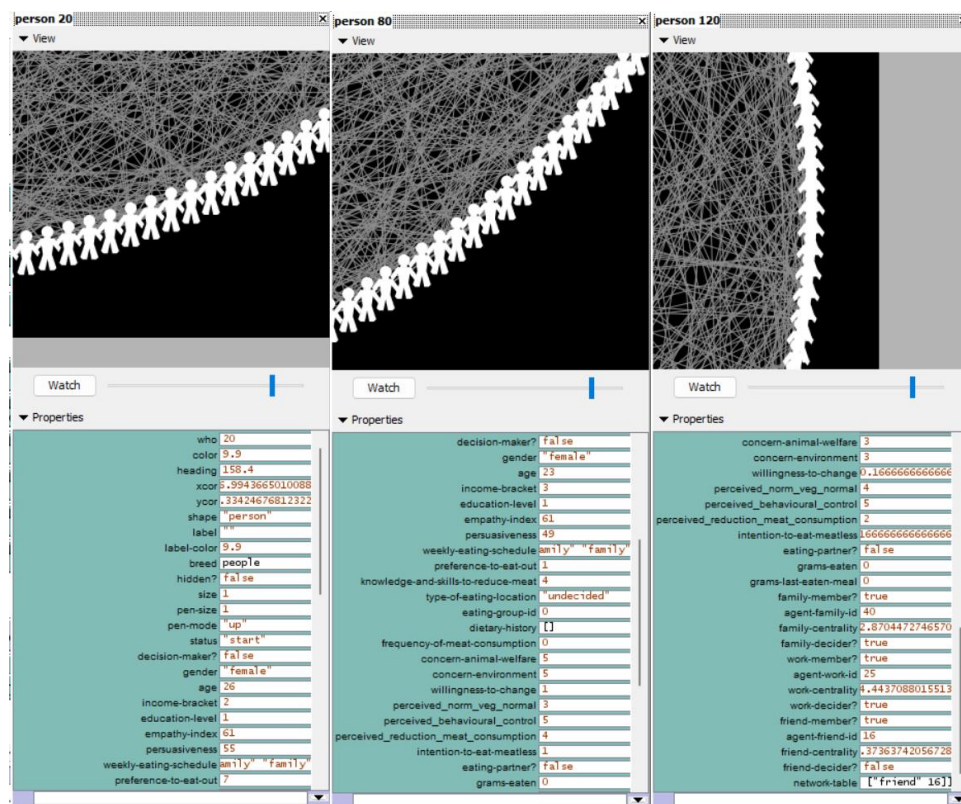 person 20
View
Watch
Properties
who 20
color 9.9
heading 158.4
xcor 5.9943665010088
ycor .33424676812322
shape "person"
label ""
label-color 9.9
breed people
hidden? false
size 1
pen-size 1
pen-mode "up"
status "start"
decision-maker? false
gender "female"
age 26
income-bracket 2
education-level 1
empathy-index 61
persuasiveness 55
weekly-eating-schedule amily" "family"
preference-to-eat-out 7
person 80
View
Watch
Properties
decision-maker? false
gender "female"
age 23
income-bracket 3
education-level 1
empathy-index 61
persuasiveness 49
weekly-eating-schedule amily" "family"
preference-to-eat-out 1
knowledge-and-skills-to-reduce-meat 4
type-of-eating-location "undecided"
eating-group-id 0
dietary-history []
frequency-of-meat-consumption 0
concern-animal-welfare 5
concern-environment 5
willingness-to-change 1
perceived_norm_veg_normal 3
perceived_behavioural_control 5
perceived_reduction_meat_consumption 4
intention-to-eat-meatless 1
eating-partner? false
grams-eaten 0
person 120
View
Watch
Properties
concern-animal-welfare 3
concern-environment 3
willingness-to-change 0.1666666666666
perceived_norm_veg_normal 4
perceived_behavioural_control 5
perceived_reduction_meat_consumption 2
intention-to-eat-meatless 166666666666666
eating-partner? false
grams-eaten 0
grams-last-eaten-meal 0
family-member? true
agent-family-id 40
family-centrality 2.8704472746570
family-decider? true
work-member? true
agent-work-id 25
work-centrality 4.4437088015513
work-decider? true
friend-member? true
agent-friend-id 16
friend-centrality .37363742056728
friend-decider? false
network-table ["friend" 16]]